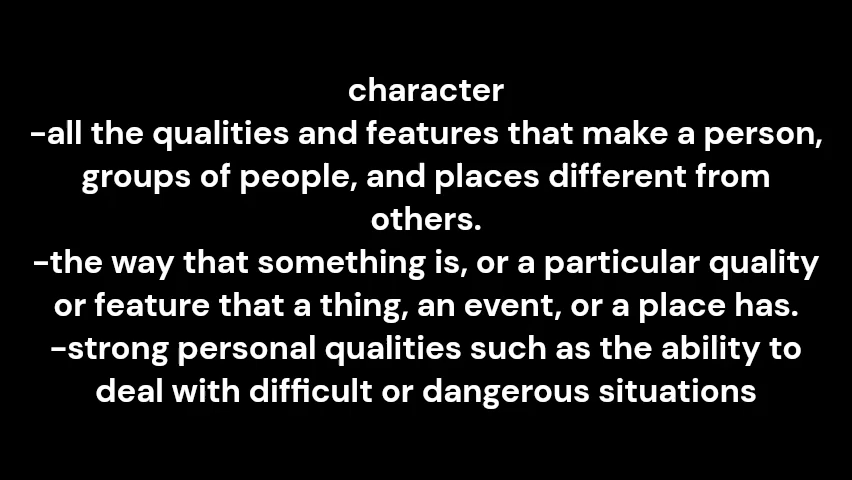 character
-all the qualities and features that make a person,
groups of people, and places different from
others.
-the way that something is, or a particular quality
or feature that a thing, an event, or a place has.
-strong personal qualities such as the ability to
deal with difficult or dangerous situations